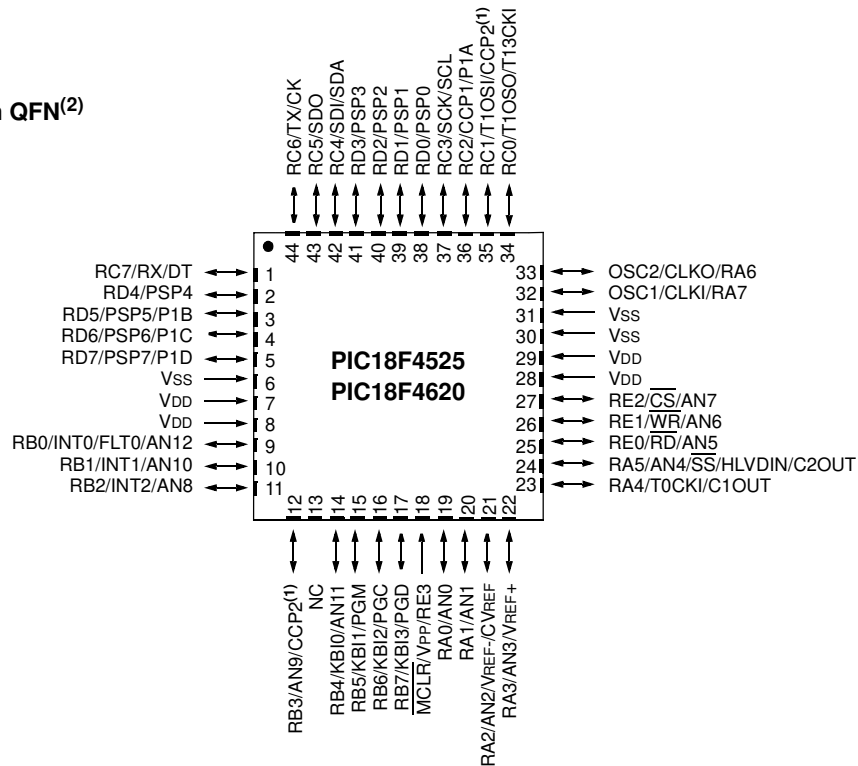 QFN(2)
RC6/TX/CK
RC5/SDO
RC4/SDI/SDA
RD3/PSP3
RD2/PSP2
RD1/PSP1
RD0/PSP0
RC3/SCK/SCL
RC2/CCP1/P1A
RC1/T1OSI/CCP2(1)
RC0/T1OSO/T13CKI
44
43
42
41
40
39
38
37
36
35
34
RC7/RX/DT 1
RD4/PSP4 2
RD5/PSP5/P1B 3
RD6/PSP6/P1C 4
RD7/PSP7/P1D 5
VSS 6
VDD 7
VDD 8
RB0/INT0/FLT0/AN12 9
RB1/INT1/AN10 10
RB2/INT2/AN8 11
PIC18F4525
PIC18F4620
33 OSC2/CLKO/RA6
32 OSC1/CLKI/RA7
31 VSS
30 VSS
29 VDD
28 VDD
27 RE2/CS/AN7
26 RE1/WR/AN6
25 RE0/RD/AN5
24 RA5/AN4/SS/HLVDIN/C2OUT
23 RA4/T0CKI/C1OUT
12
13
14
15
16
17
18
19
20
21
22
RB3/AN9/CCP2(1)
NC
RB4/KBI0/AN11
RB5/KBI1/PGM
RB6/KBI2/PGC
RB7/KBI3/PGD
MCLR/VPP/RE3
RA0/AN0
RA1/AN1
RA2/AN2/VREF-/CVREF
RA3/AN3/VREF+